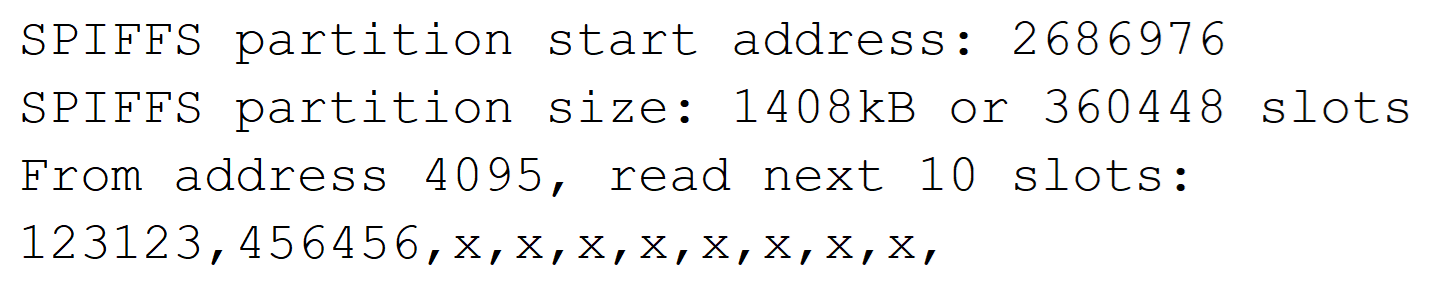 SPIFFS partition start address: 2686976
SPIFFS partition size: 1408kB or 360448 slots
From address 4095, read next 10 slots:
123123,456456,x,x,x,x,x,x,x,x,